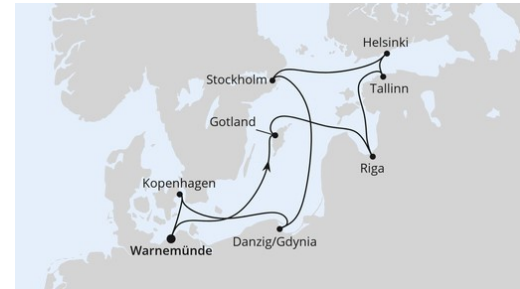 Helsinki
Stockholm
Tallinn
Gotland
Riga
Kopenhagen
Danzig/Gdynia
Warnemünde